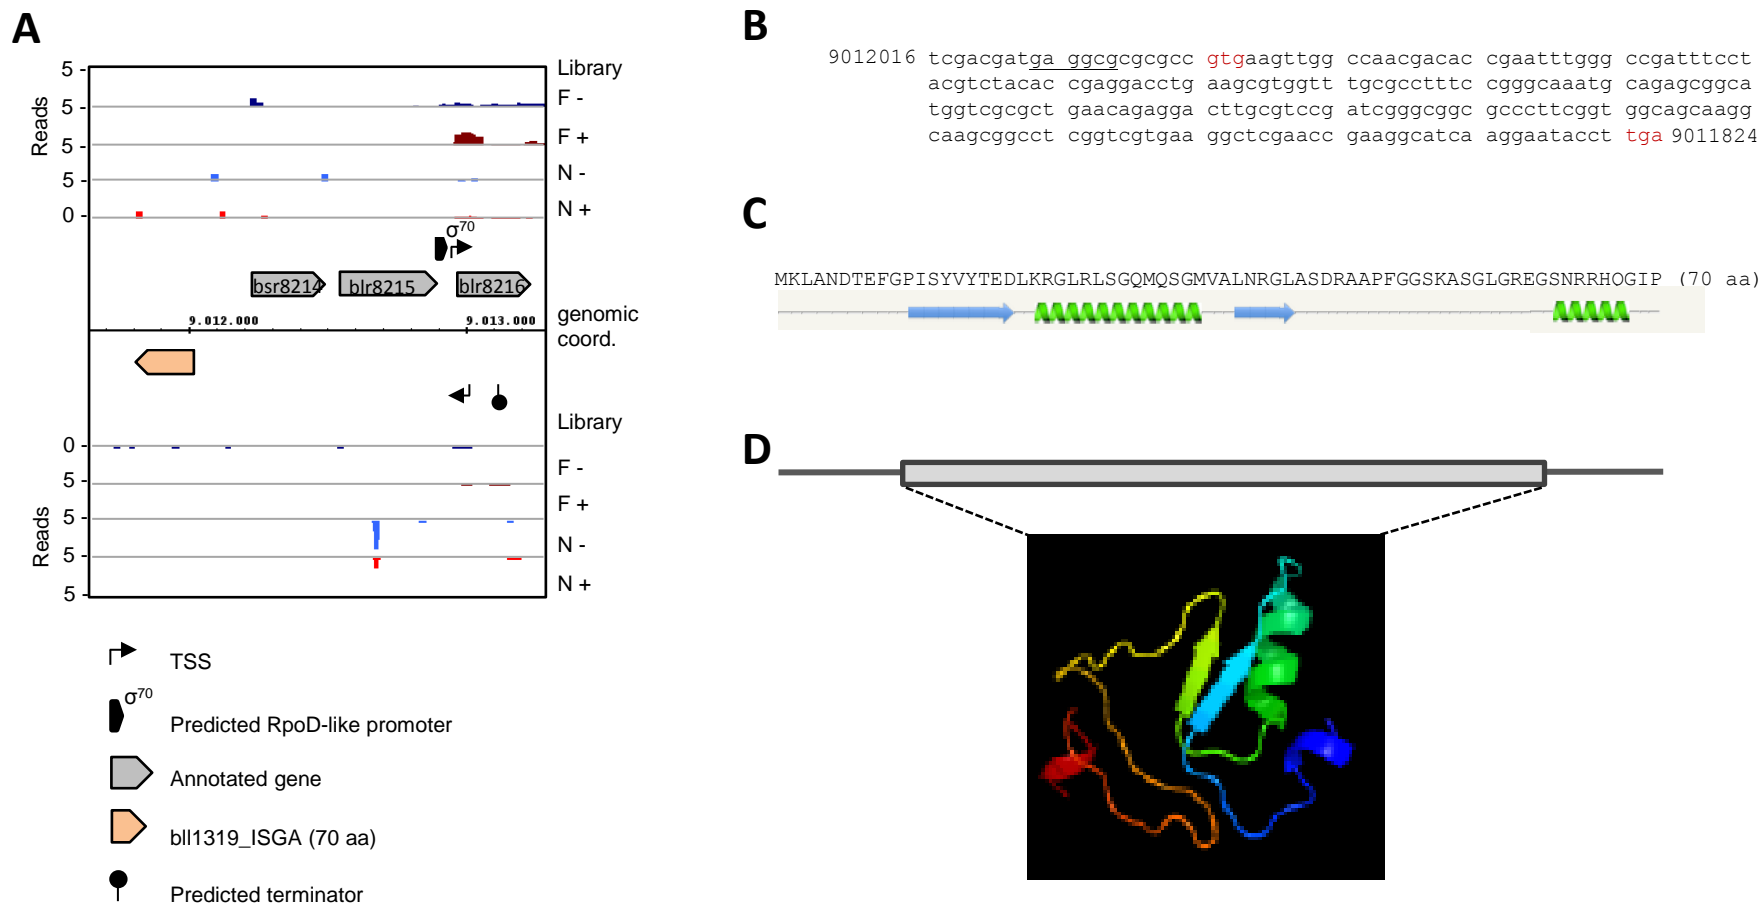 A
5 -
Library
F -
5 -
F +
5 -
N -
5 -
N +
0 -
Reads
σ70
bsr8214
blr8215
blr8216
9.012.000
9.013.000
genomic
coord.
Library
0 -
F -
5 -
F +
5 -
N -
5 -
N +
5 -
Reads
TSS
σ70
Predicted RpoD-like promoter
Annotated gene
bll1319_ISGA (70 aa)
Predicted terminator
B
9012016 tcgacgatga ggcgcgcgcc gtgaagttgg ccaacgacac cgaatttggg ccgatttcct
acgtctacac cgaggacctg aagcgtggtt tgcgcctttc cgggcaaatg cagagcggca
tggtcgcgct gaacagagga cttgcgtccg atcgggcggc gcccttcggt ggcagcaagg
caagcggcct cggtcgtgaa ggctcgaacc gaaggcatca aggaatacct tga 9011824
C
MKLANDTEFGPISYVYTEDLKRGLRLSGQMQSGMVALNRGLASDRAAPFGGSKASGLGREGSNRRHQGIP (70 aa)
D